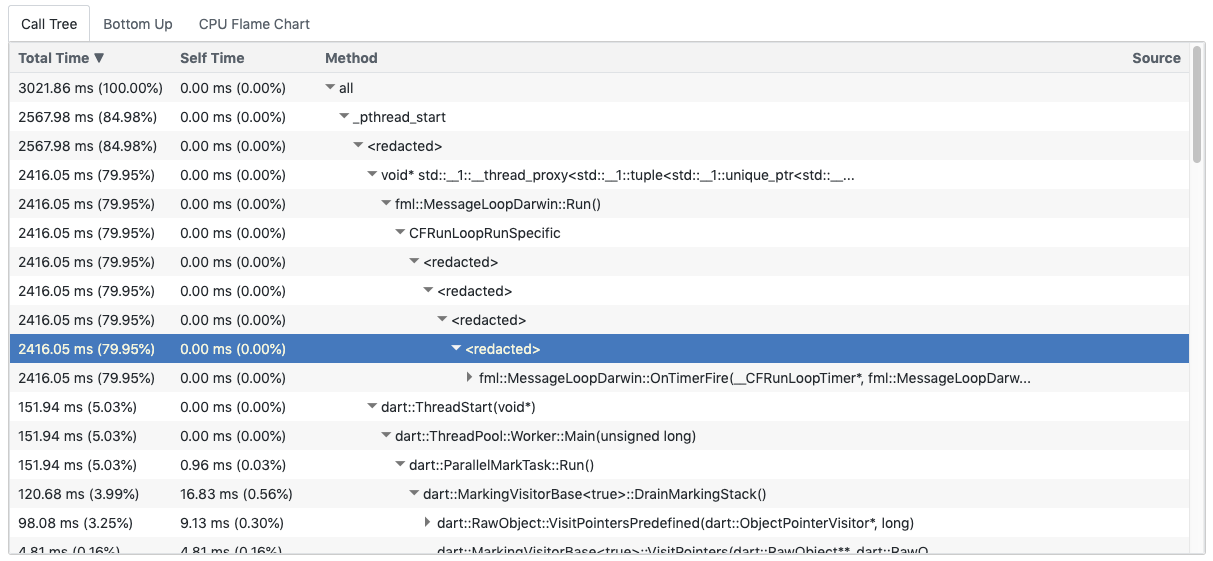 Call Tree Bottom Up CPU Flame Chart
Total Time ▼ Self Time Method Source
3021.86 ms (100.00%) 0.00 ms (0.00%) all
2567.98 ms (84.98%) 0.00 ms (0.00%) _pthread_start
2567.98 ms (84.98%) 0.00 ms (0.00%) <redacted>
2416.05 ms (79.95%) 0.00 ms (0.00%) void* std::__1::__thread_proxy<std::__1::tuple<std::__1::unique_ptr<std::__...
2416.05 ms (79.95%) 0.00 ms (0.00%) fml::MessageLoopDarwin::Run()
2416.05 ms (79.95%) 0.00 ms (0.00%) CFRunLoopRunSpecific
2416.05 ms (79.95%) 0.00 ms (0.00%) <redacted>
2416.05 ms (79.95%) 0.00 ms (0.00%) <redacted>
2416.05 ms (79.95%) 0.00 ms (0.00%) <redacted>
2416.05 ms (79.95%) 0.00 ms (0.00%) <redacted>
2416.05 ms (79.95%) 0.00 ms (0.00%) fml::MessageLoopDarwin::OnTimerFire(__CFRunLoopTimer*, fml::MessageLoopDarw...
151.94 ms (5.03%) 0.00 ms (0.00%) dart::ThreadStart(void*)
151.94 ms (5.03%) 0.00 ms (0.00%) dart::ThreadPool::Worker::Main(unsigned long)
151.94 ms (5.03%) 0.96 ms (0.03%) dart::ParallelMarkTask::Run()
120.68 ms (3.99%) 16.83 ms (0.56%) dart::MarkingVisitorBase<true>::DrainMarkingStack()
98.08 ms (3.25%) 9.13 ms (0.30%) dart::RawObject::VisitPointersPredefined(dart::ObjectPointerVisitor*, long)
4.81 ms (0.16%) 4.81 ms (0.16%) dart::MarkingVisitorBase<true>::VisitPointers(dart::RawObject**, dart::RawO